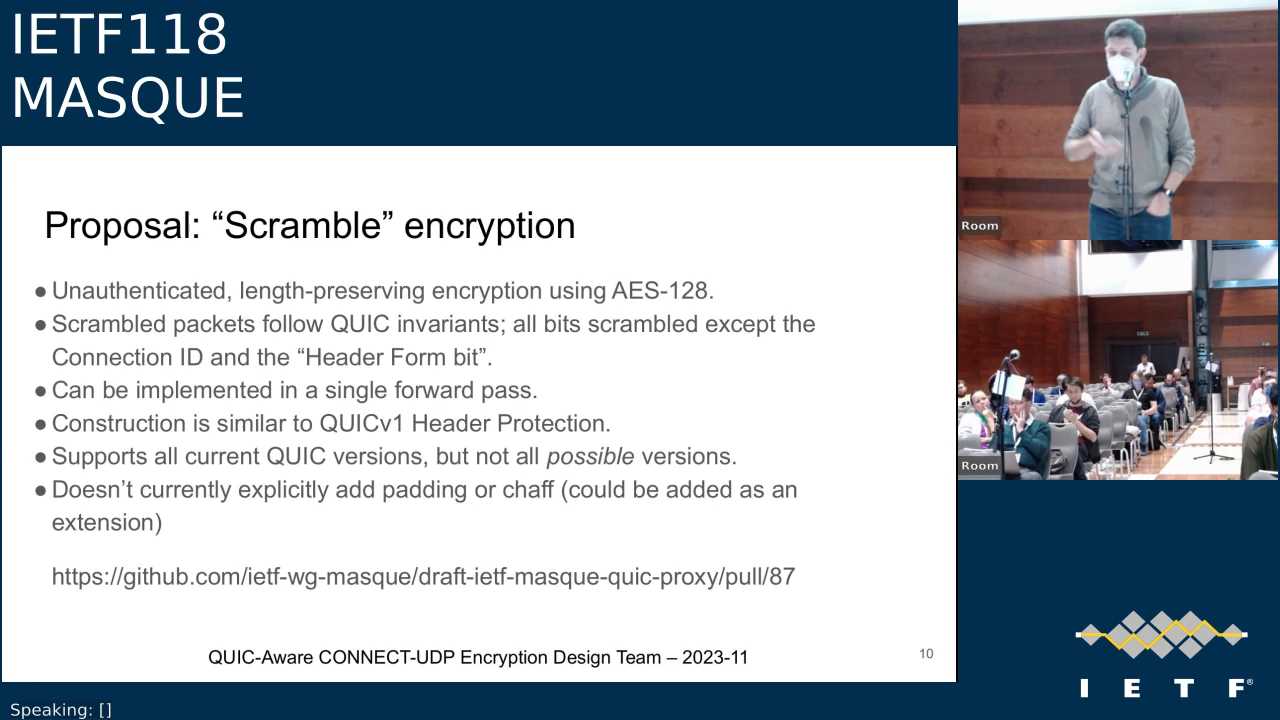 IETF118
MASQUE
Proposal: “Scramble” encryption
● Unauthenticated, length-preserving encryption using AES-128.
● Scrambled packets follow QUIC invariants; all bits scrambled except the
Connection ID and the “Header Form bit”.
● Can be implemented in a single forward pass.
● Construction is similar to QUICv1 Header Protection.
● Supports all current QUIC versions, but not all possible versions.
● Doesn’t currently explicitly add padding or chaff (could be added as an
extension)
https://github.com/ietf-wg-masque/draft-ietf-masque-quic-proxy/pull/87
QUIC-Aware CONNECT-UDP Encryption Design Team – 2023-11
10
Room
Room
I E T F®
Speaking: []